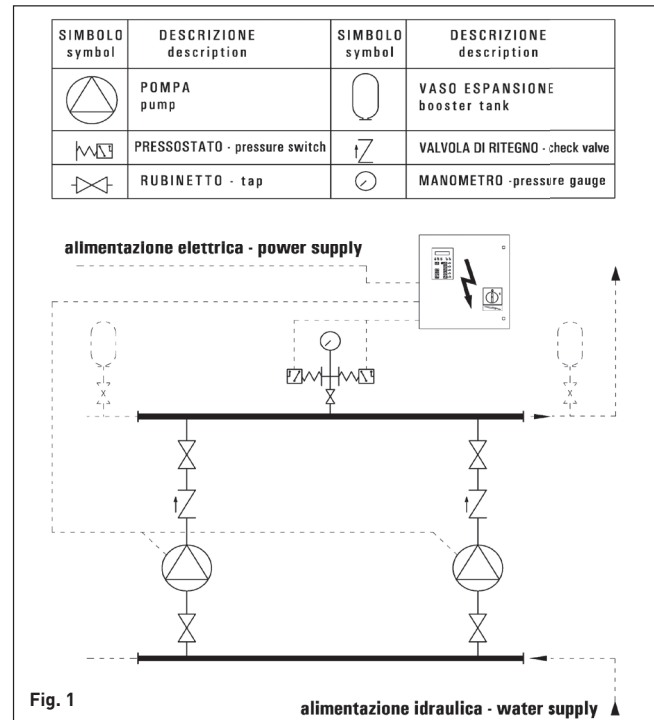 SIMBOLO DESCRIZIONE SIMBOLO DESCRIZIONE
symbol description symbol description
POMPA
pump
VASO ESPANSIONE
booster tank
PRESSOSTATO - pressure switch
VALVOLA DI RITEGNO - check valve
RUBINETTO - tap
MANOMETRO -pressure gauge
alimentazione elettrica - power supply
Fig. 1
alimentazione idraulica - water supply